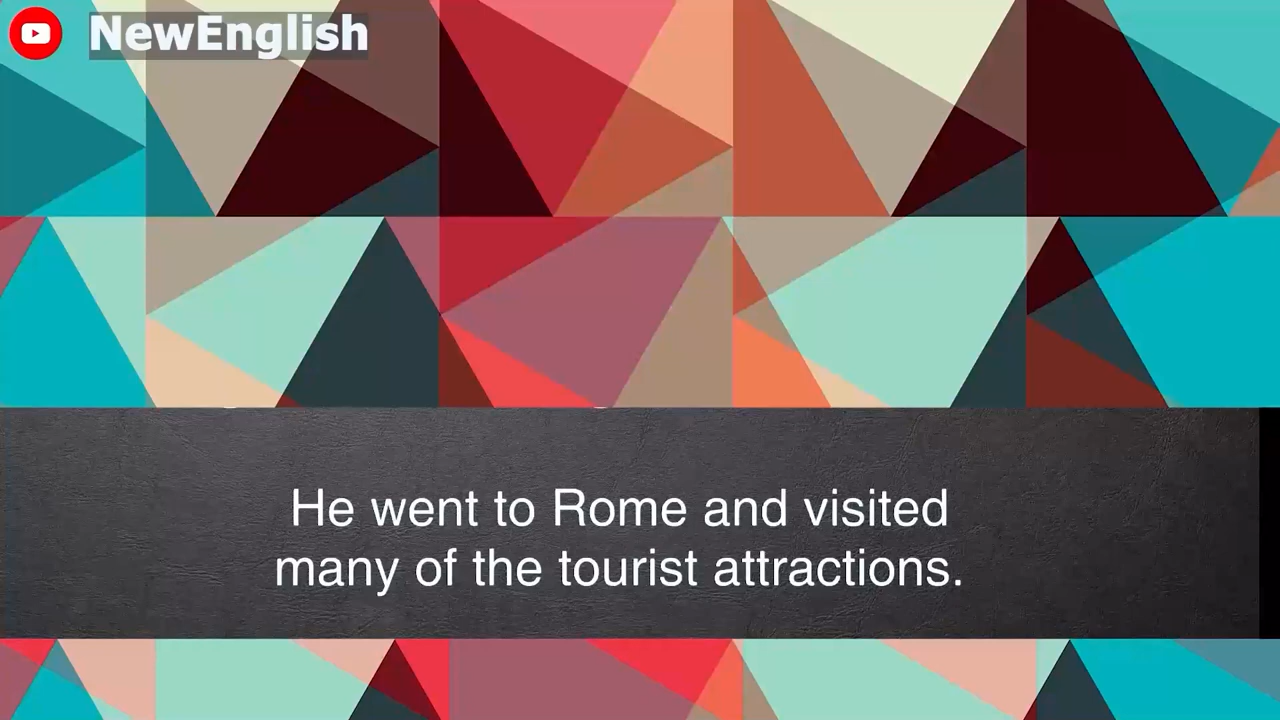 NewEnglish
He went to Rome and visited
many of the tourist attractions.